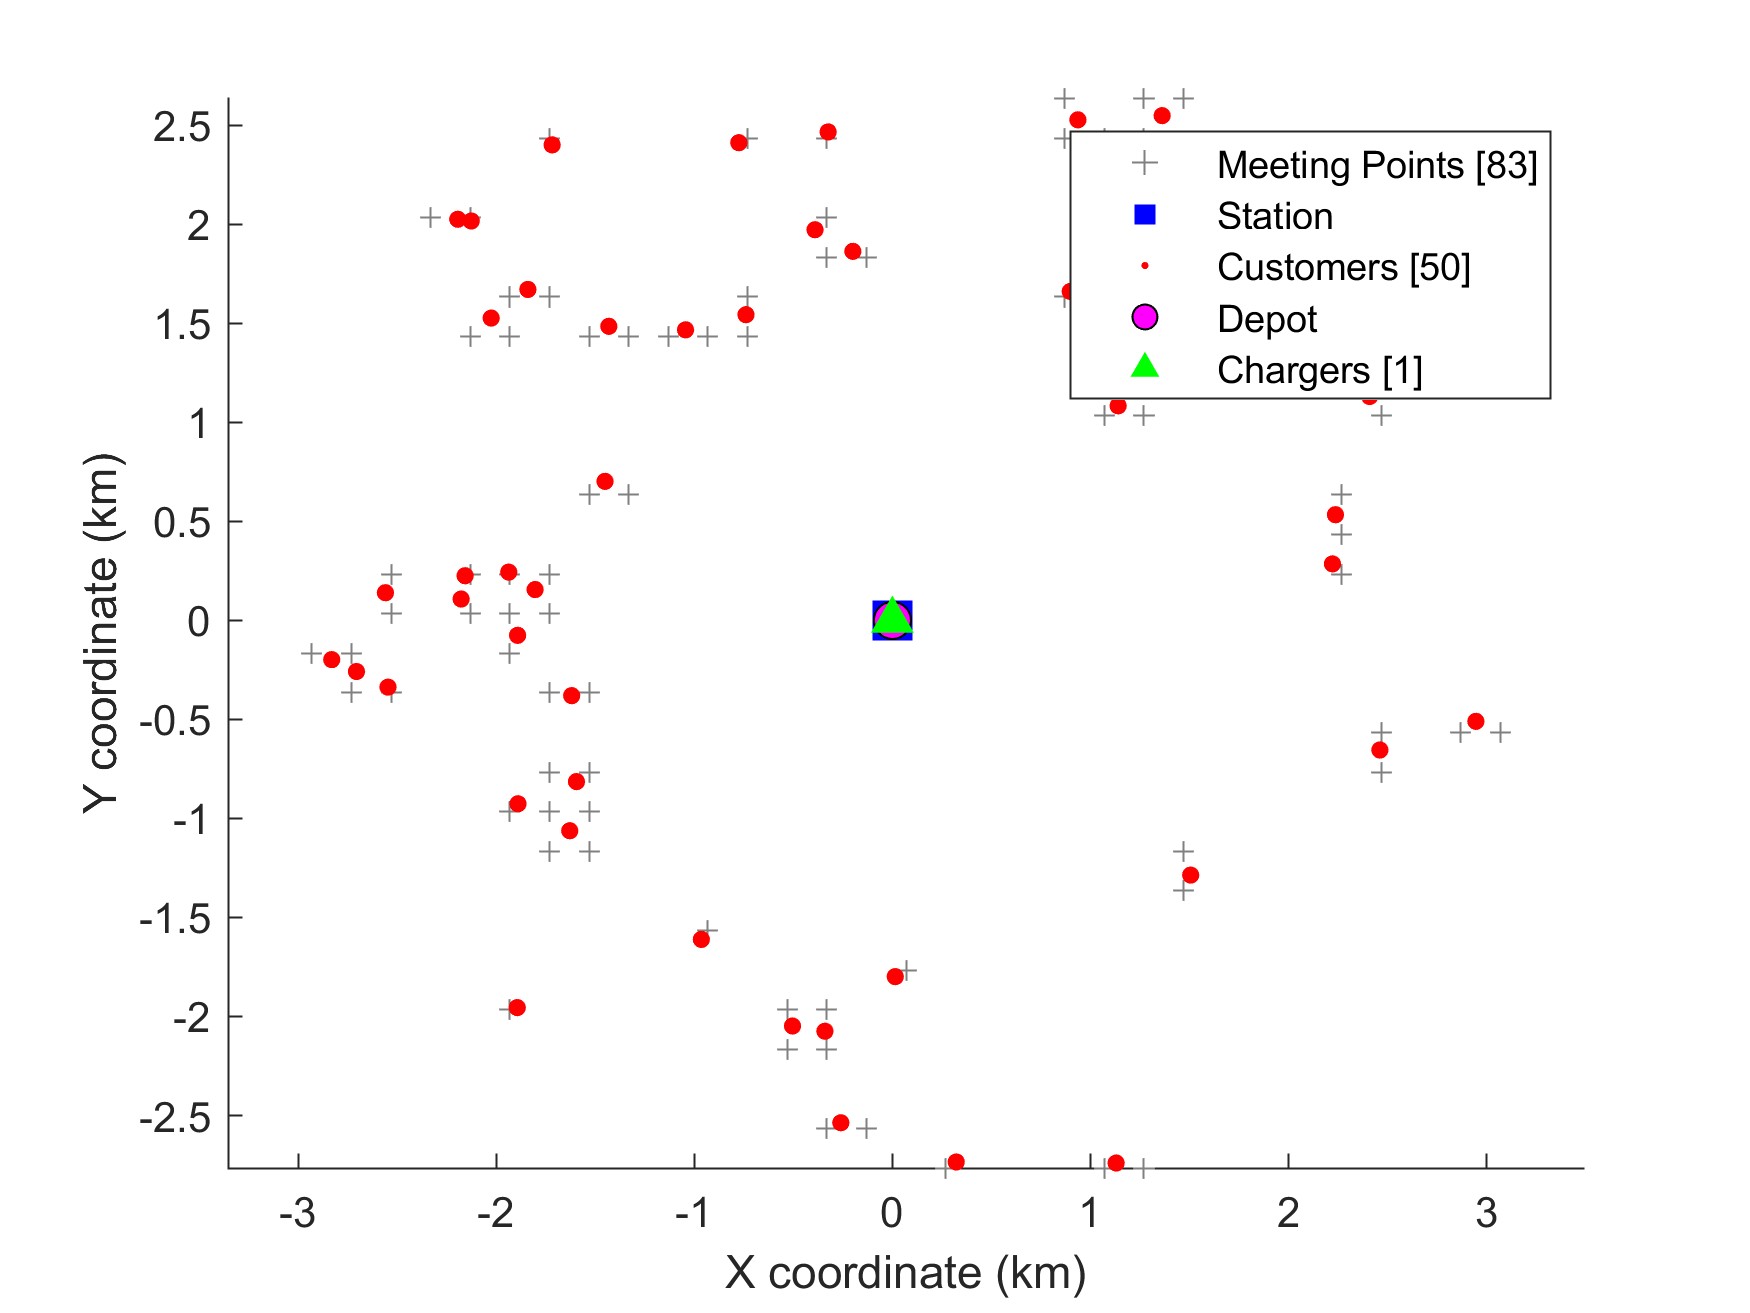 2.5
2
1.5
1
0.5
0
-0.5
-1
-1.5
-2
-2.5
Y coordinate (km)
Meeting Points [83]
Station
Customers [50]
Depot
Chargers [1]
-3
-2
-1
0
1
2
3
X coordinate (km)